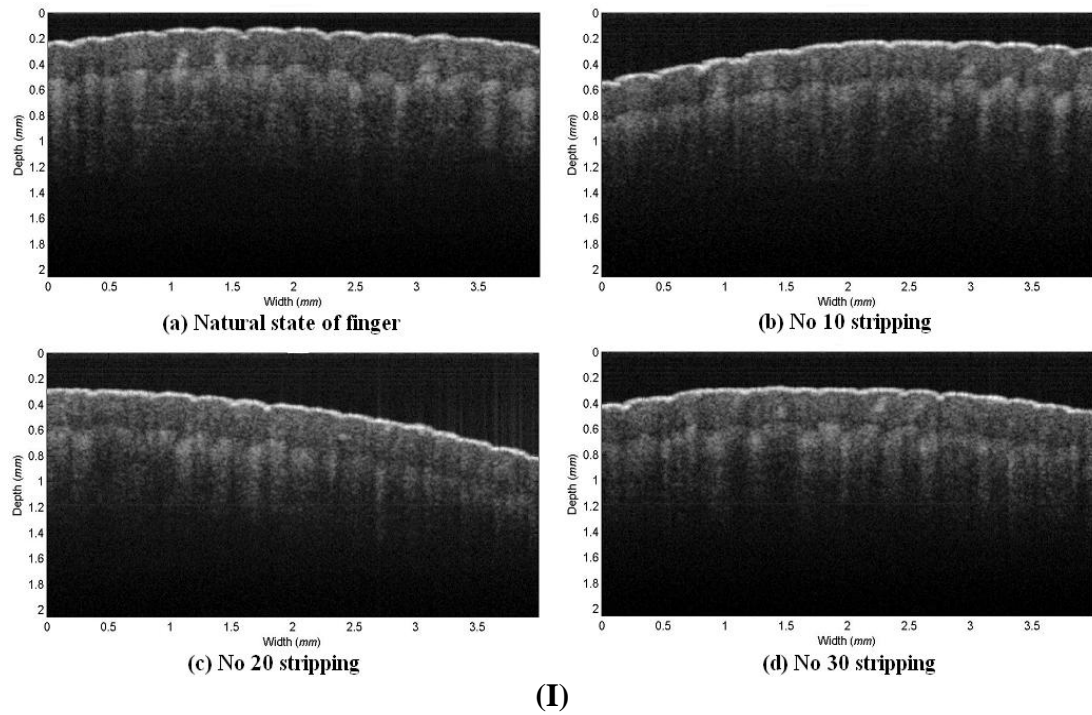 0
0.2
0.4
0.6
0.8
1
1.2
1.4
1.6
1.8
2
Depth (mm)
0 0.5 1 1.5 2 2.5 3 3.5
Width (mm)
(a) Natural state of finger
0
0.2
0.4
0.6
0.8
1
1.2
1.4
1.6
1.8
2
Depth (mm)
0 0.5 1 1.5 2 2.5 3 3.5
Width (mm)
(b) No 10 stripping
0
0.2
0.4
0.6
0.8
1
1.2
1.4
1.6
1.8
2
Depth (mm)
0 0.5 1 1.5 2 2.5 3 3.5
Width (mm)
(c) No 20 stripping
0
0.2
0.4
0.6
0.8
1
1.2
1.4
1.6
1.8
2
Depth (mm)
0 0.5 1 1.5 2 2.5 3 3.5
Width (mm)
(d) No 30 stripping
(I)